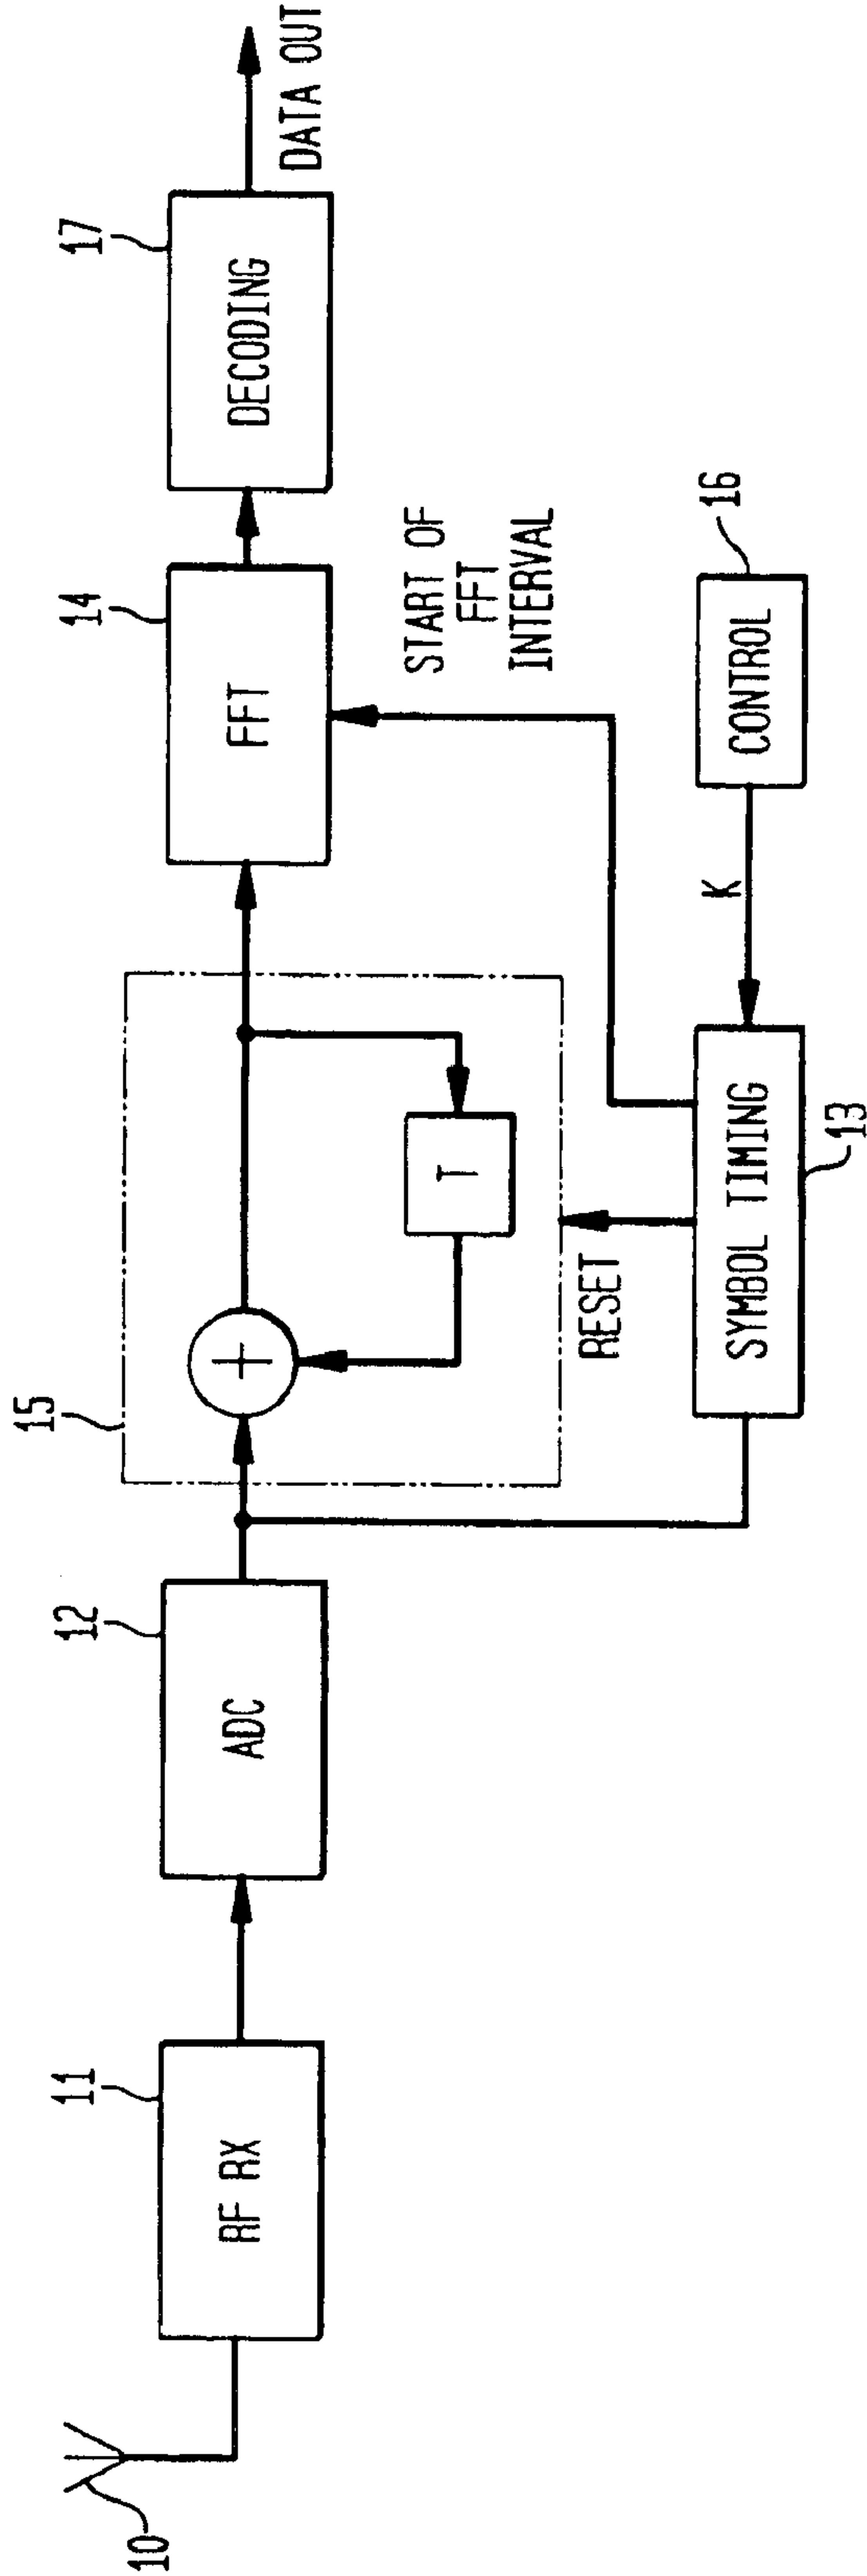 10
11
RF RX
12
ADC
15
T
RESET
14
FFT
START OF
FFT
INTERVAL
17
DECODING
DATA OUT
SYMBOL TIMING
13
K
CONTROL
16